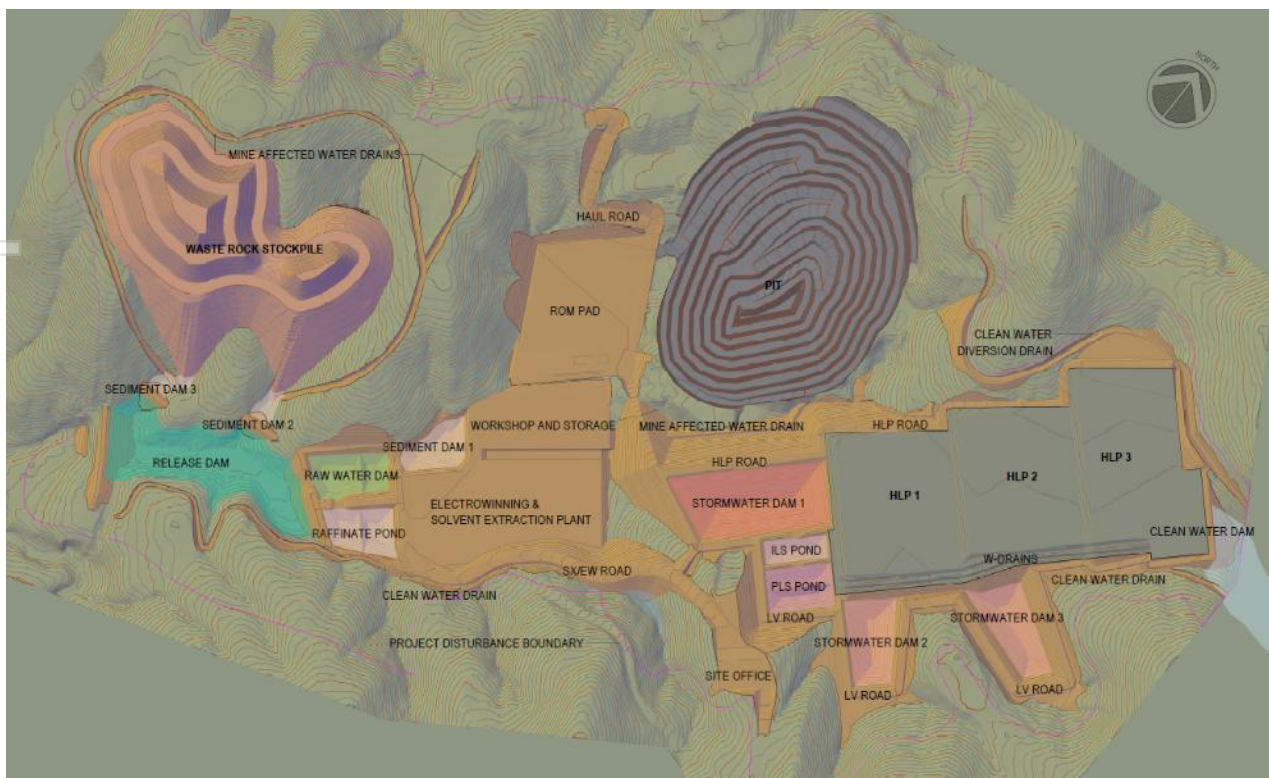 NORTH
MINE AFFECTED WATER DRAINS
HAUL ROAD
WASTE ROCK STOCKPILE
PIT
ROM PAD
CLEAN WATER
DIVERSION DRAIN
SEDIMENT DAM 3
SEDIMENT DAM 2
WORKSHOP AND STORAGE
MINE AFFECTED WATER DRAIN
HLP ROAD
SEDIMENT DAM 1
HLP 3
RELEASE DAM
HLP ROAD
RAW WATER DAM
HLP 2
HLP 1
ELECTROWINNING &
SOLVENT EXTRACTION PLANT
STORMWATER DAM 1
RAFFINATE POND
CLEAN WATER DAM
ILS POND
W-DRAINS
SX/EW ROAD
CLEAN WATER DRAIN
PLS POND
CLEAN WATER DRAIN
LV ROAD
STORMWATER DAM 3
PROJECT DISTURBANCE BOUNDARY
STORMWATER DAM 2
SITE OFFICE
LV ROAD
LV ROAD